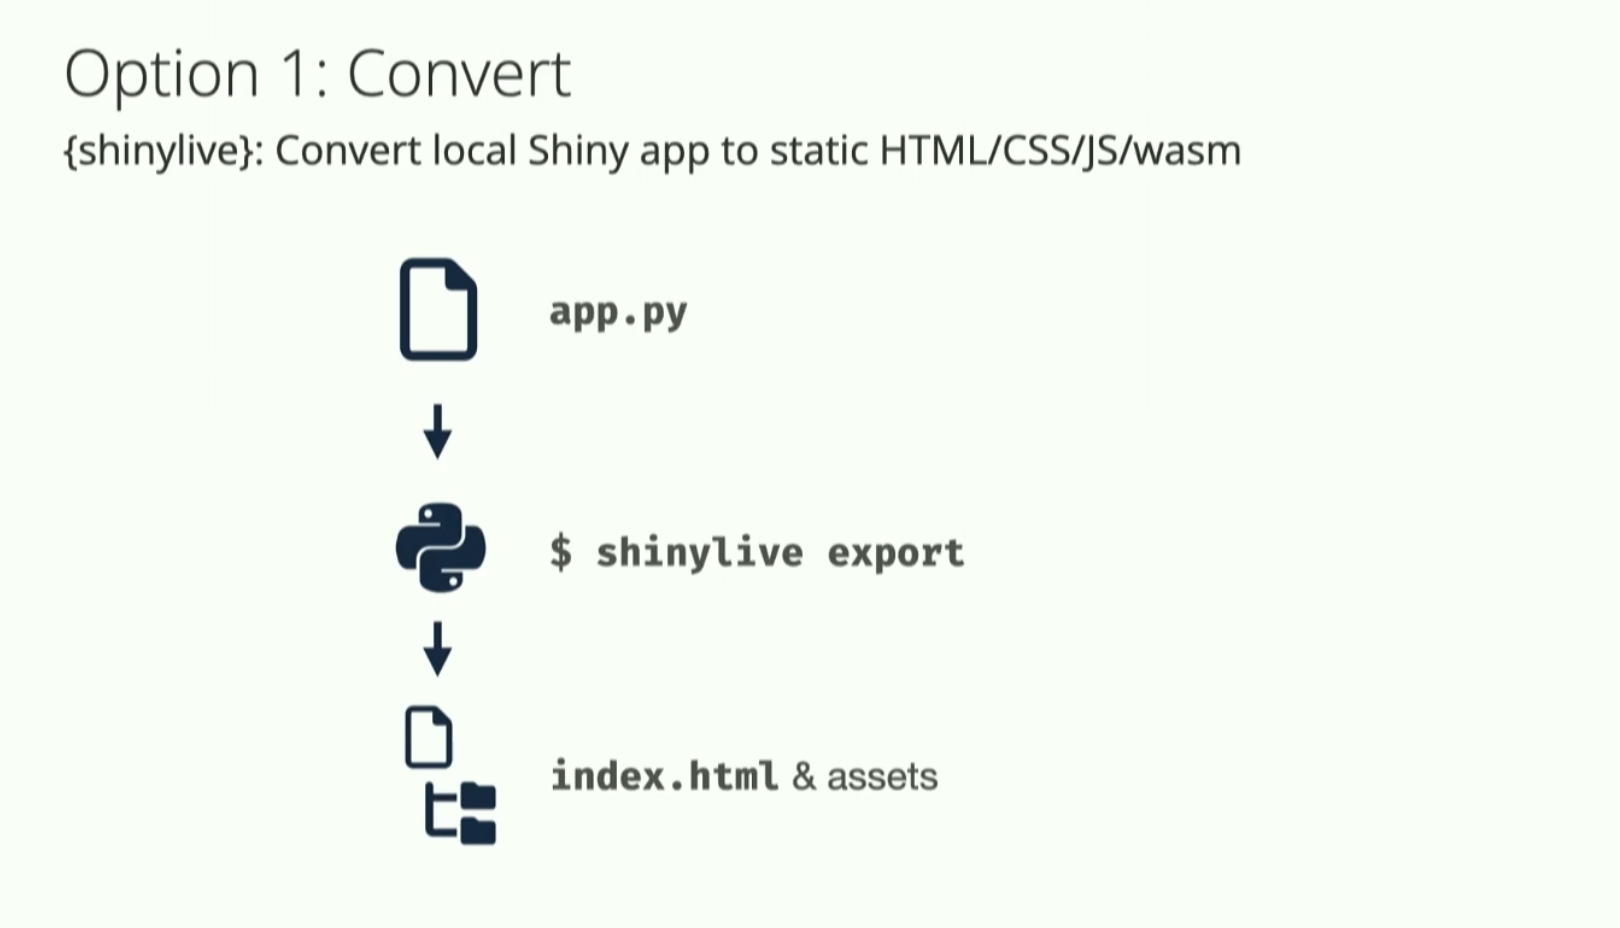 Option 1: Convert
{shinylive}: Convert local Shiny app to static HTML/CSS/JS/wasm
app.py
$ shinylive export
index.html & assets